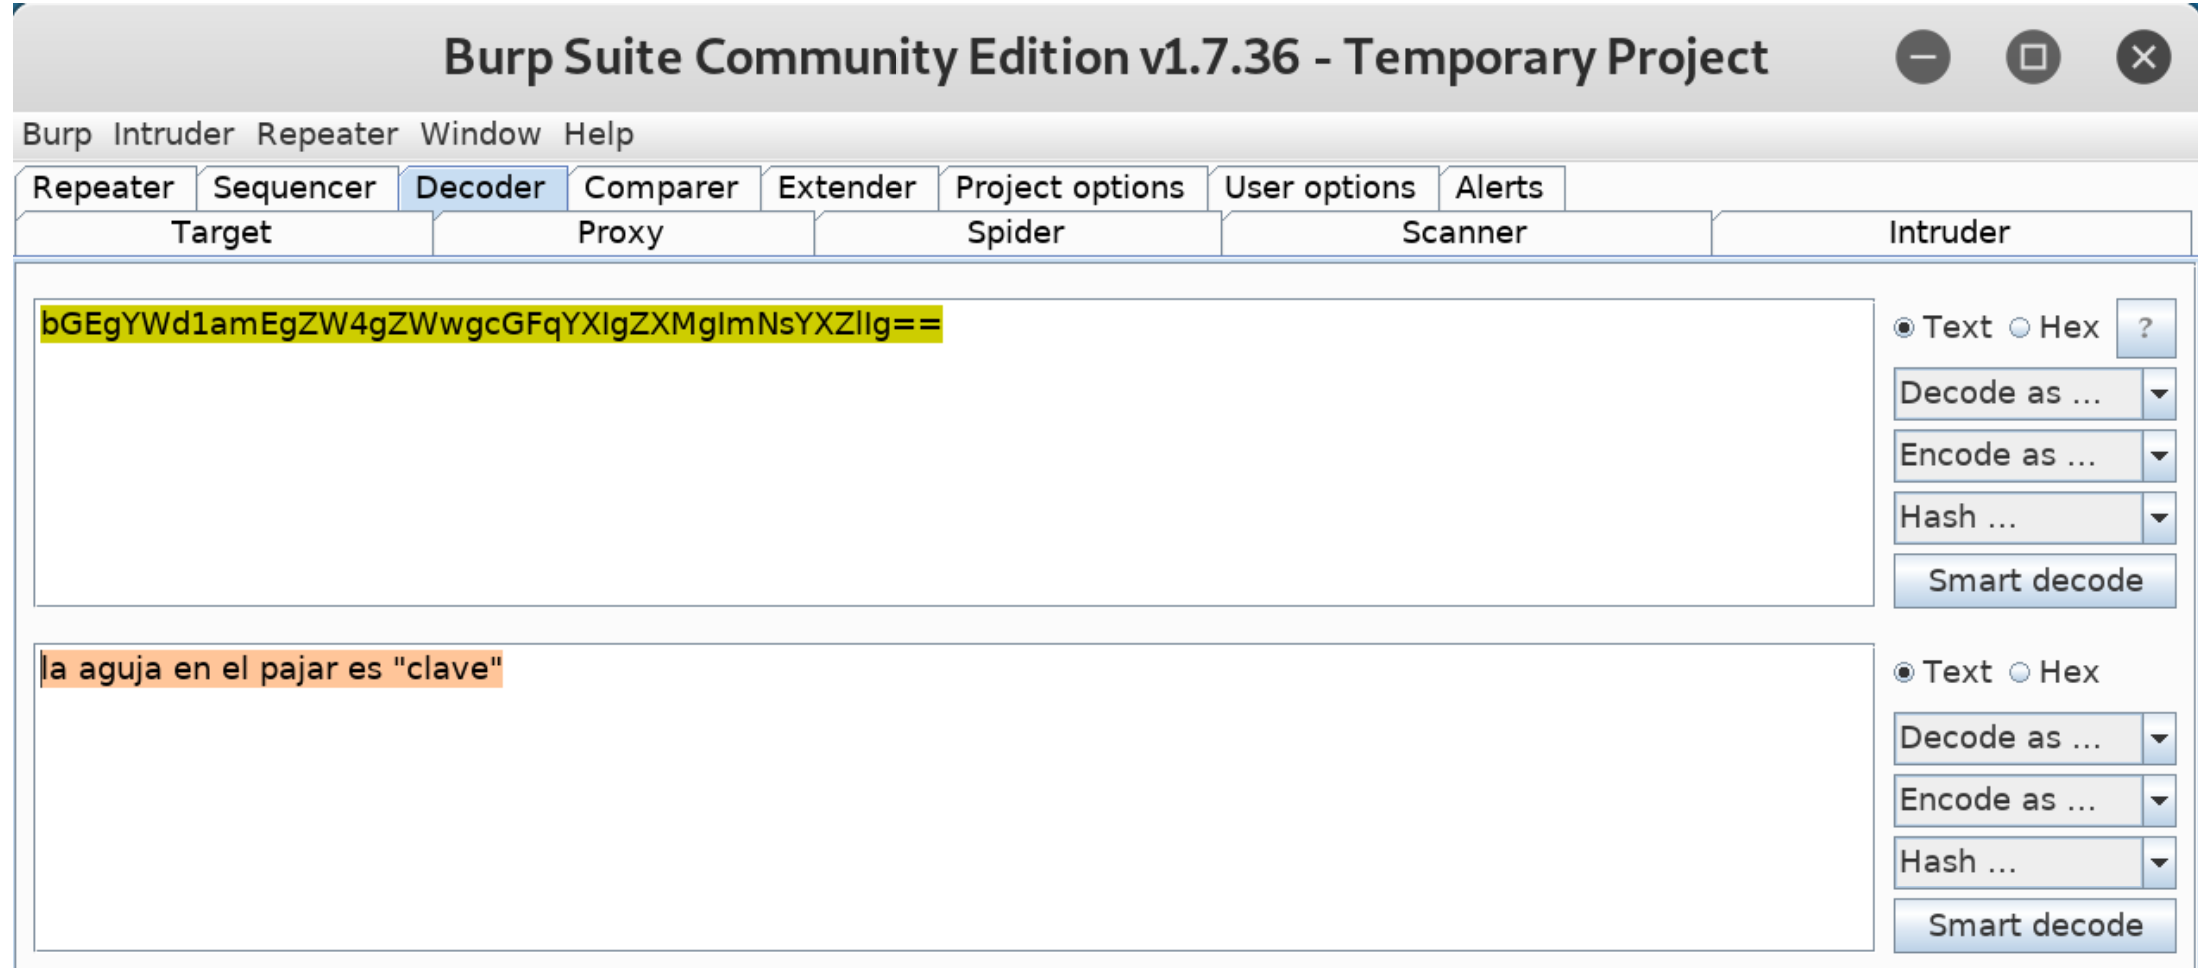 Burp Suite Community Edition v1.7.36 - Temporary Project
Burp Intruder Repeater Window Help
Repeater Sequencer Decoder Comparer Extender Project options User options Alerts
Target Proxy Spider Scanner Intruder
bGEgYWd1amEgZW4gZWwgcGFqYXIgZXMgImNsYXZlIg==
Text Hex ?
Decode as ...
Encode as ...
Hash ...
Smart decode
la aguja en el pajar es "clave"
Text Hex
Decode as ...
Encode as ...
Hash ...
Smart decode